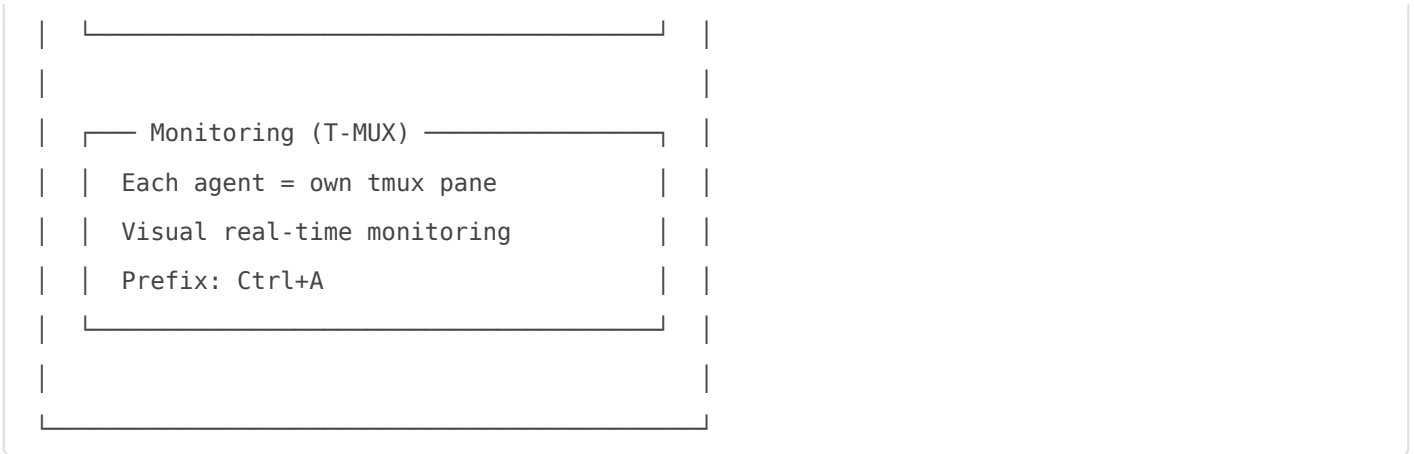 Monitoring (T-MUX)
Each agent = own tmux pane
Visual real-time monitoring
Prefix: Ctrl+A